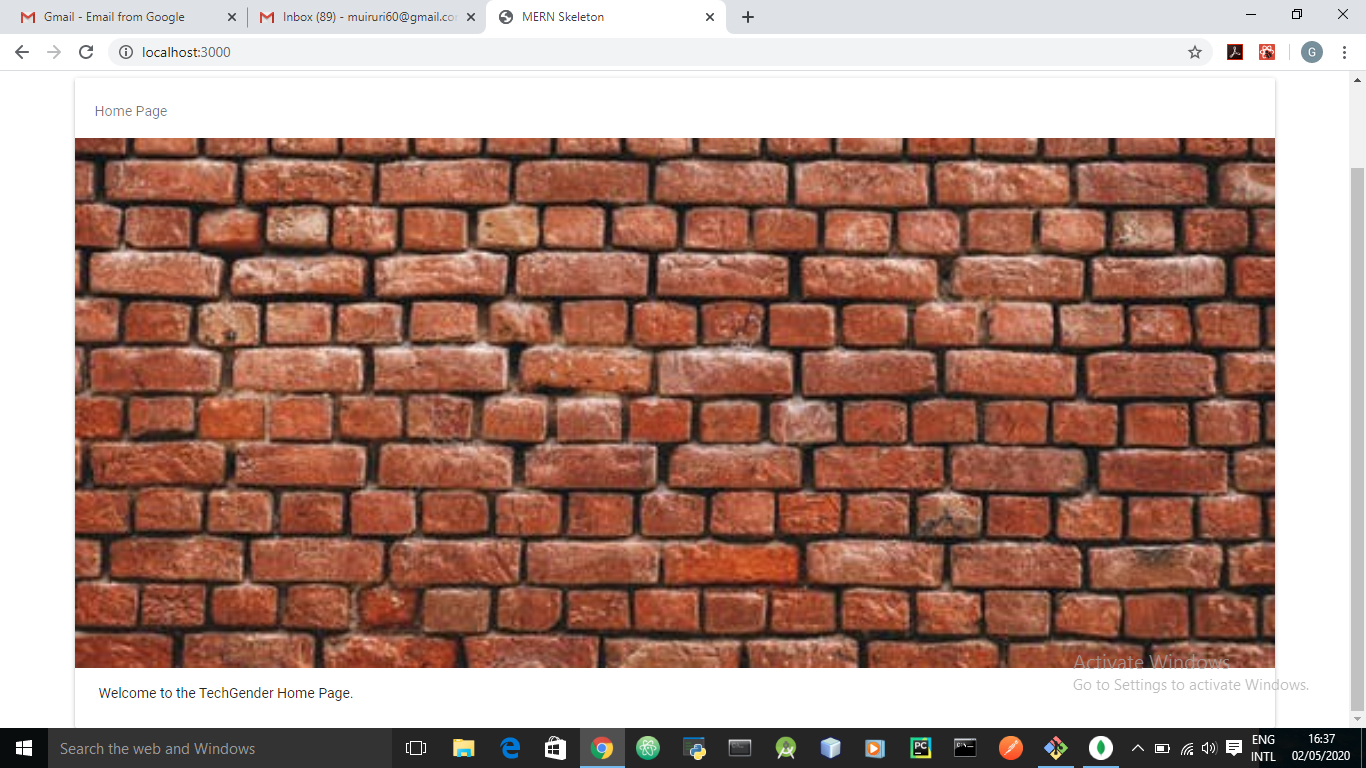 Gmail - Email from Google
Inbox (89) - muiruri60@gmail.co
MERN Skeleton
localhost:3000
G
Home Page
Welcome to the TechGender Home Page.
Activate Windows
Go to Settings to activate Windows.
Search the web and Windows
PC
ENG
INTL
16:37
02/05/2020